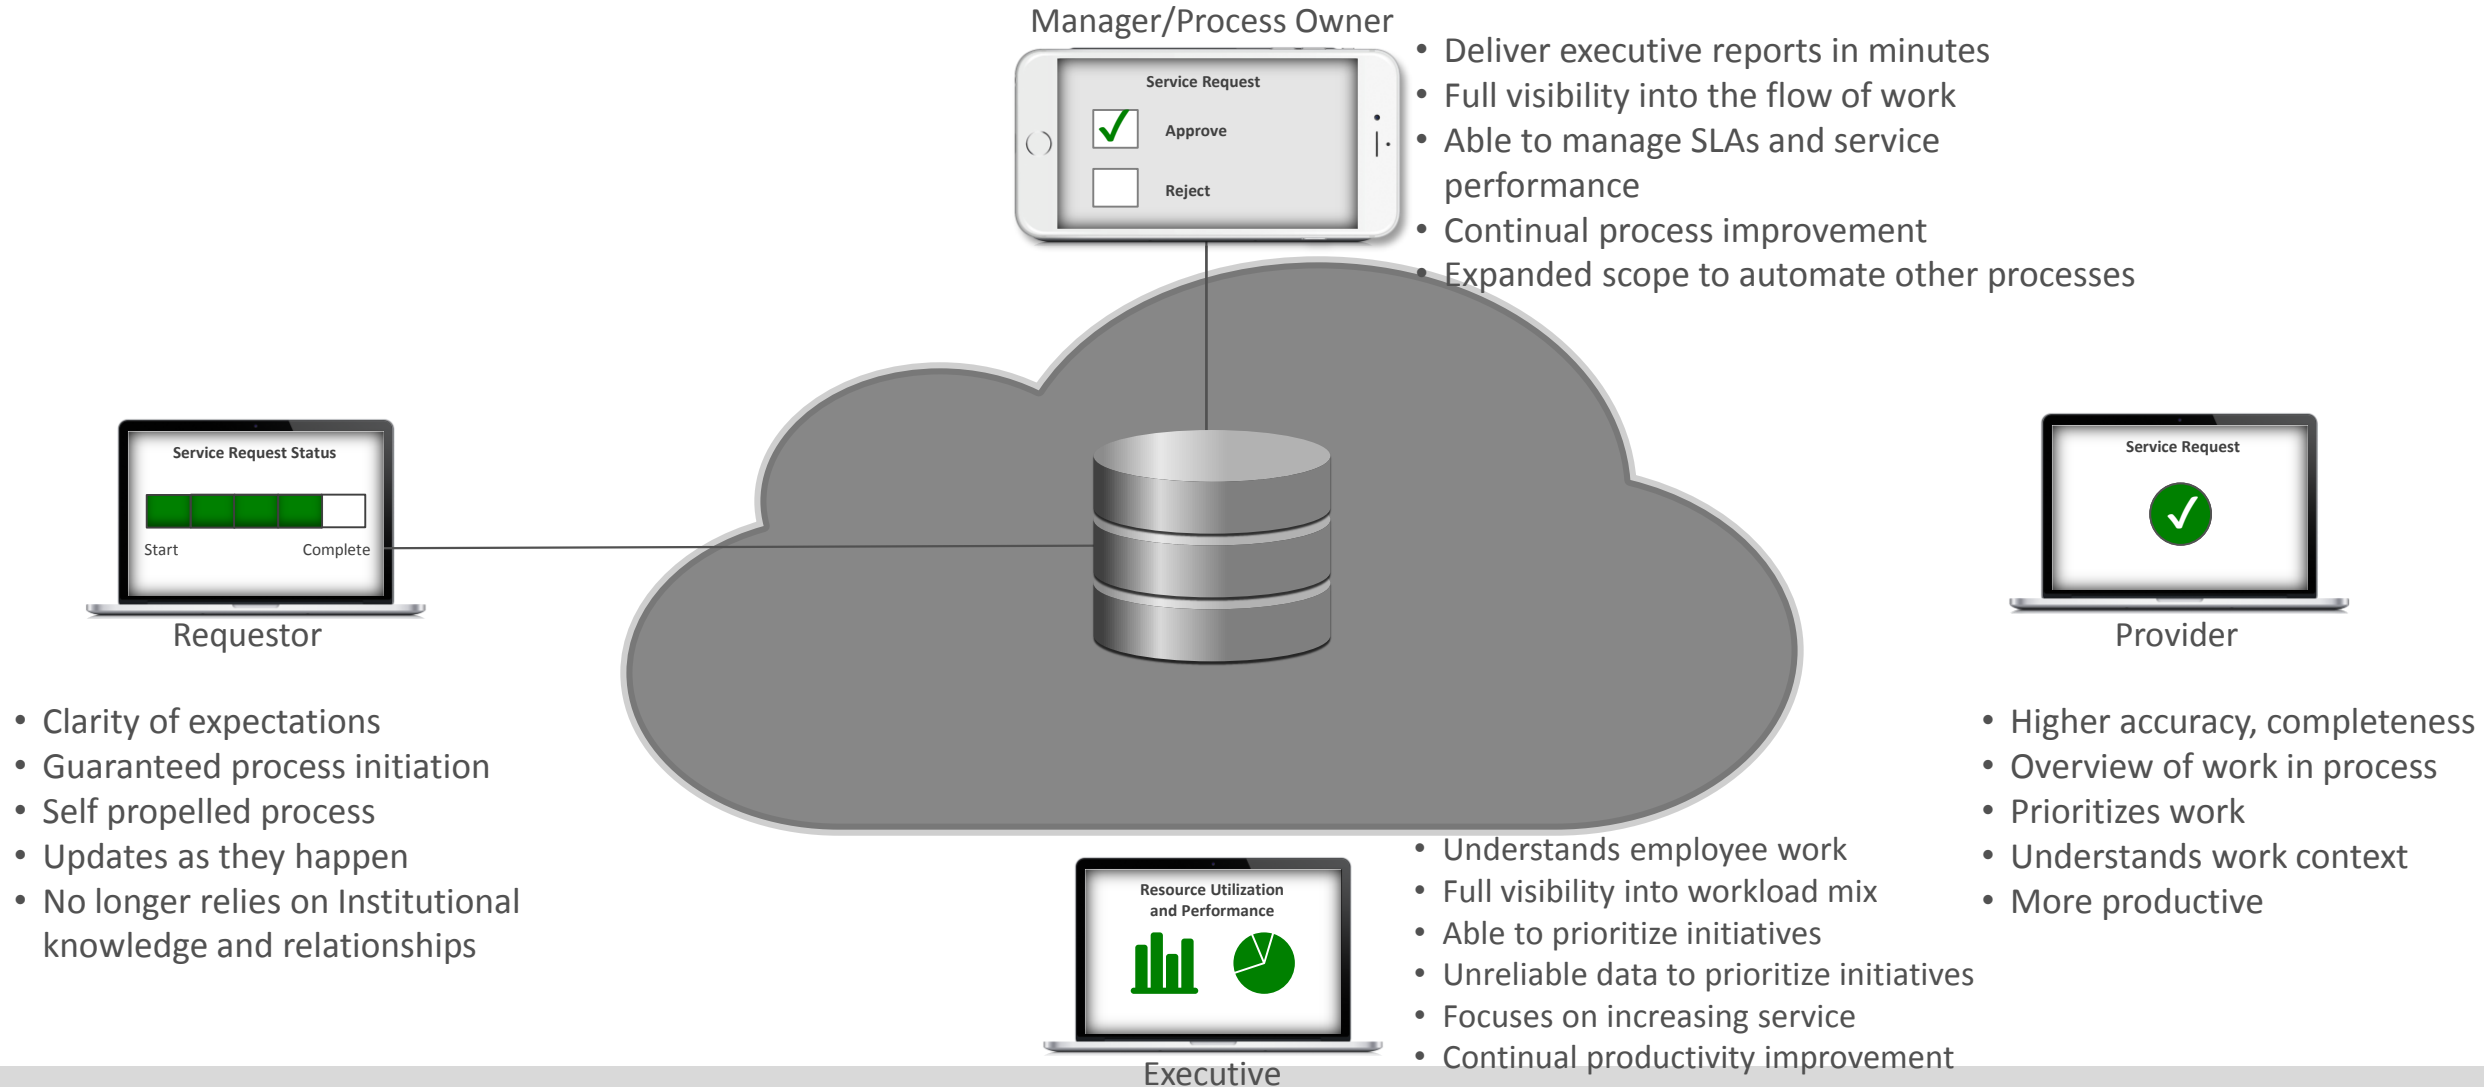 Manager/Process Owner
Service Request
Approve
Reject
• Deliver executive reports in minutes
• Full visibility into the flow of work
• Able to manage SLAs and service
performance
• Continual process improvement
• Expanded scope to automate other processes
Service Request Status
Start Complete
Requestor
• Clarity of expectations
• Guaranteed process initiation
• Self propelled process
• Updates as they happen
• No longer relies on Institutional
knowledge and relationships
Service Request
Provider
• Higher accuracy, completeness
• Overview of work in process
• Prioritizes work
• Understands work context
• More productive
Resource Utilization
and Performance
Executive
• Understands employee work
• Full visibility into workload mix
• Able to prioritize initiatives
• Unreliable data to prioritize initiatives
• Focuses on increasing service
• Continual productivity improvement